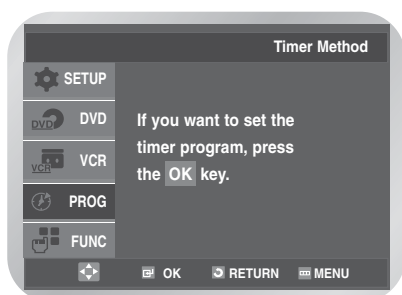 Timer Method
SETUP
DVD DVD
VCR VCR
PROG
FUNC
If you want to set the
timer program, press
the OK key.
OK RETURN MENU